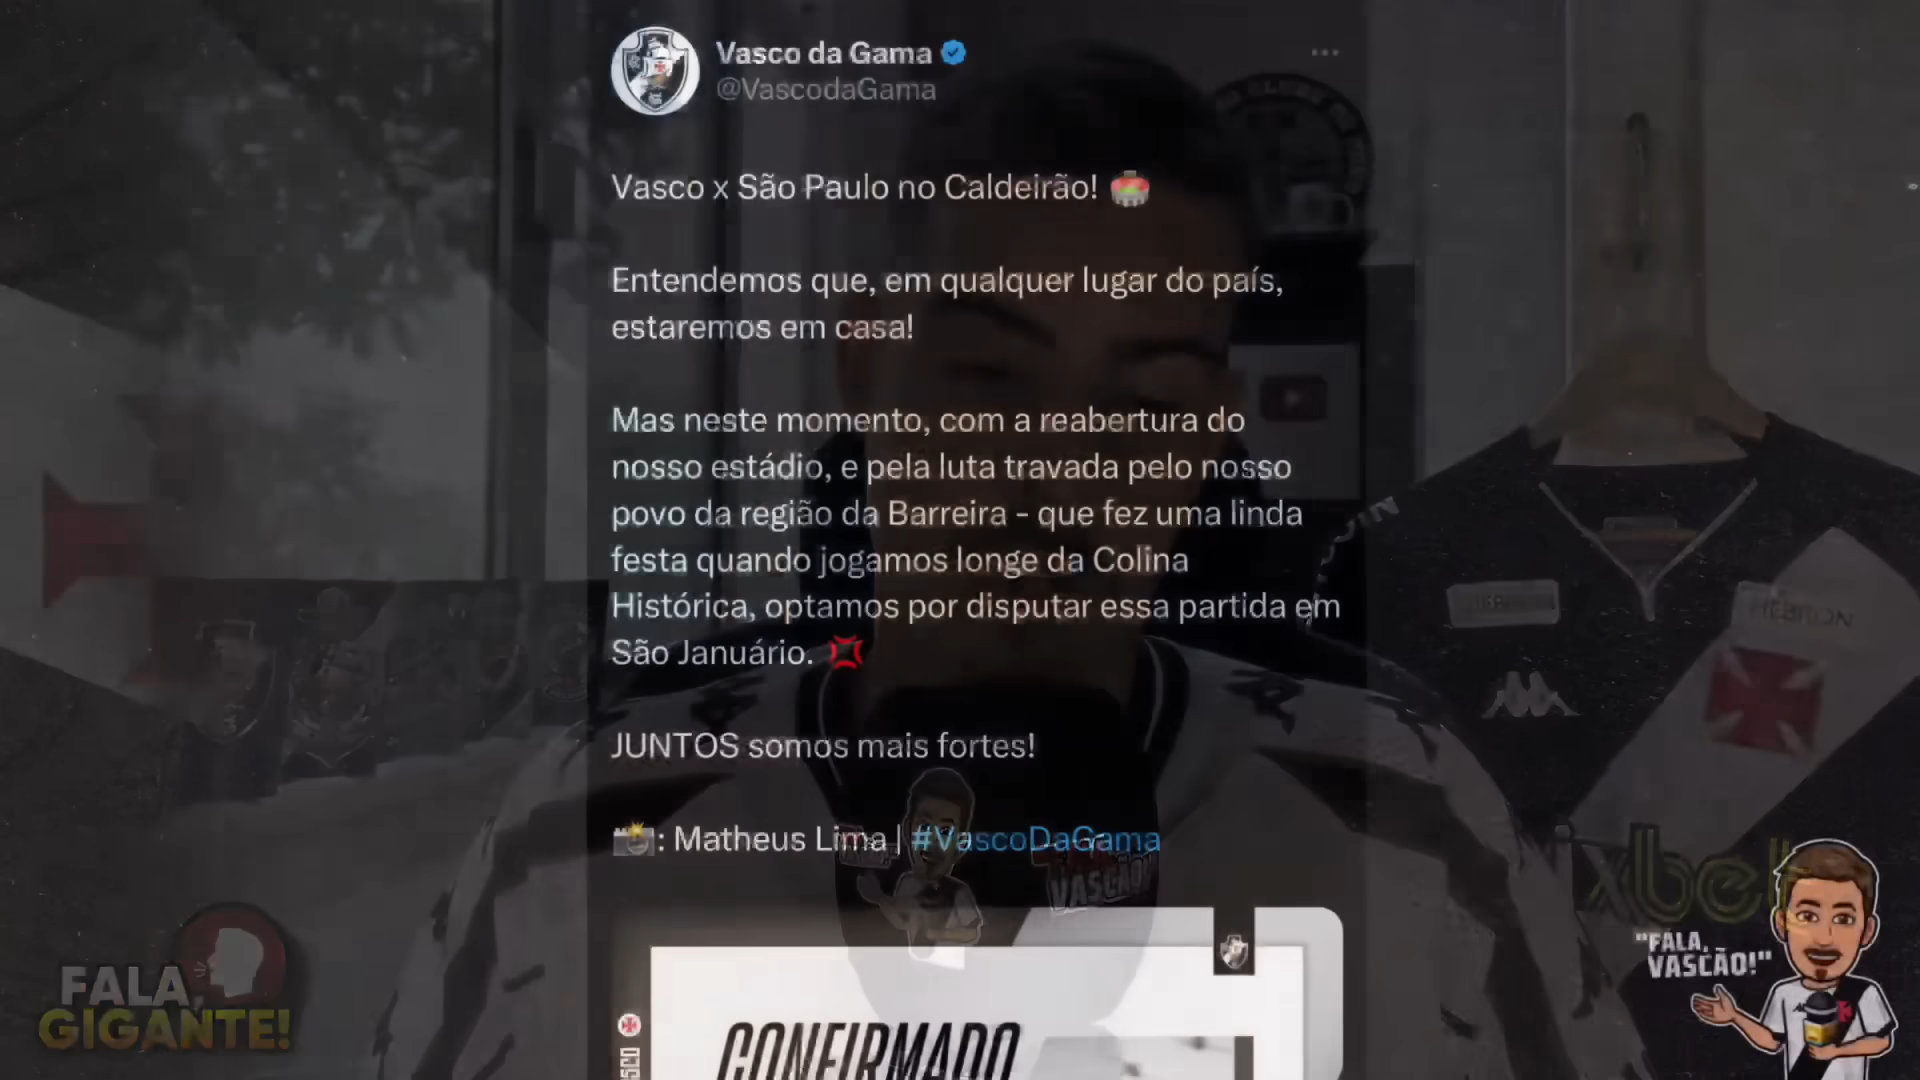 Vasco da Gama
@VascodaGama
Vasco x São Paulo no Caldeirão!
Entendemos que, em qualquer lugar do país,
estaremos em casa!
Mas neste momento, com a reabertura do
nosso estádio, e pela luta travada pelo nosso
povo da região da Barreira - que fez uma linda
festa quando jogamos longe da Colina
Histórica, optamos por disputar essa partida em
São Januário.
JUNTOS somos mais fortes!
: Matheus Lima | #VascoDaGama
VASCÃO!
CONFIRMADO
HEBRON
xbet
"FALA,
VASCÃO!"
FALA,
GIGANTE!